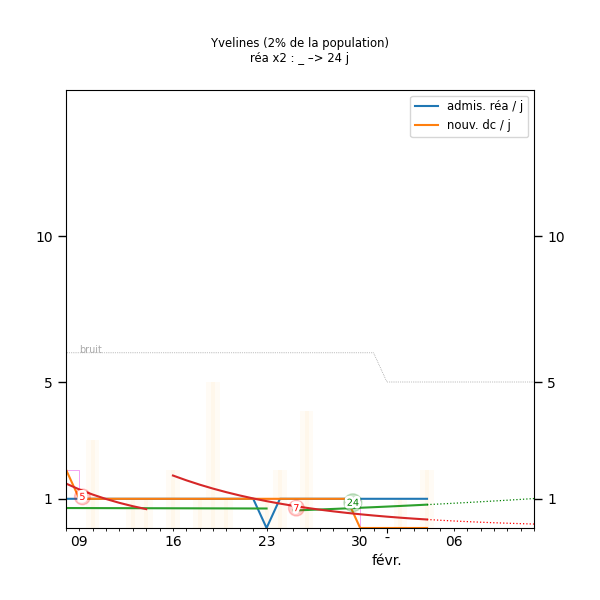 Yvelines (2% de la population)
réa x2 : _ –> 24 j
admis. réa / j
nouv. dc / j
10 10
bruit
5 5
5 7 24
1 1
09 16 23 30 - 06
févr.